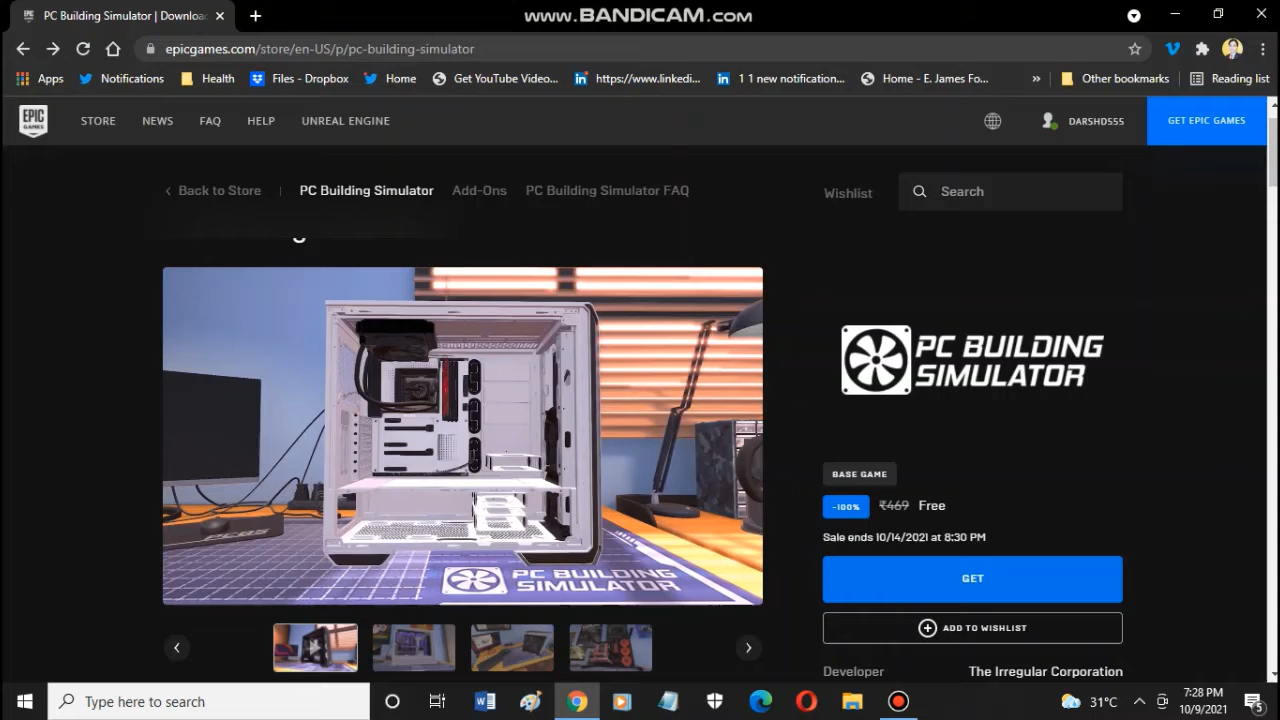 www.BANDICAM.com
PC Building Simulator | Downloa
epicgames.com/store/en-US/p/pc-building-simulator
Apps
Notifications
Health
Files - Dropbox
Home
Get YouTube Video...
https://www.linkedi...
1 1 new notification...
Home - E. James Fo...
»
Other bookmarks
Reading list
EPIC GAMES
STORE
NEWS
FAQ
HELP
UNREAL ENGINE
DARSHD555
GET EPIC GAMES
Back to Store
PC Building Simulator
Add-Ons
PC Building Simulator FAQ
Wishlist
Search
PC BUILDING
SIMULATOR
PC BUILDING
SIMULATOR
BASE GAME
-100% ₹469 Free
Sale ends 10/14/2021 at 8:30 PM
GET
ADD TO WISHLIST
Developer The Irregular Corporation
Type here to search
31°C
7:28 PM
10/9/2021
5